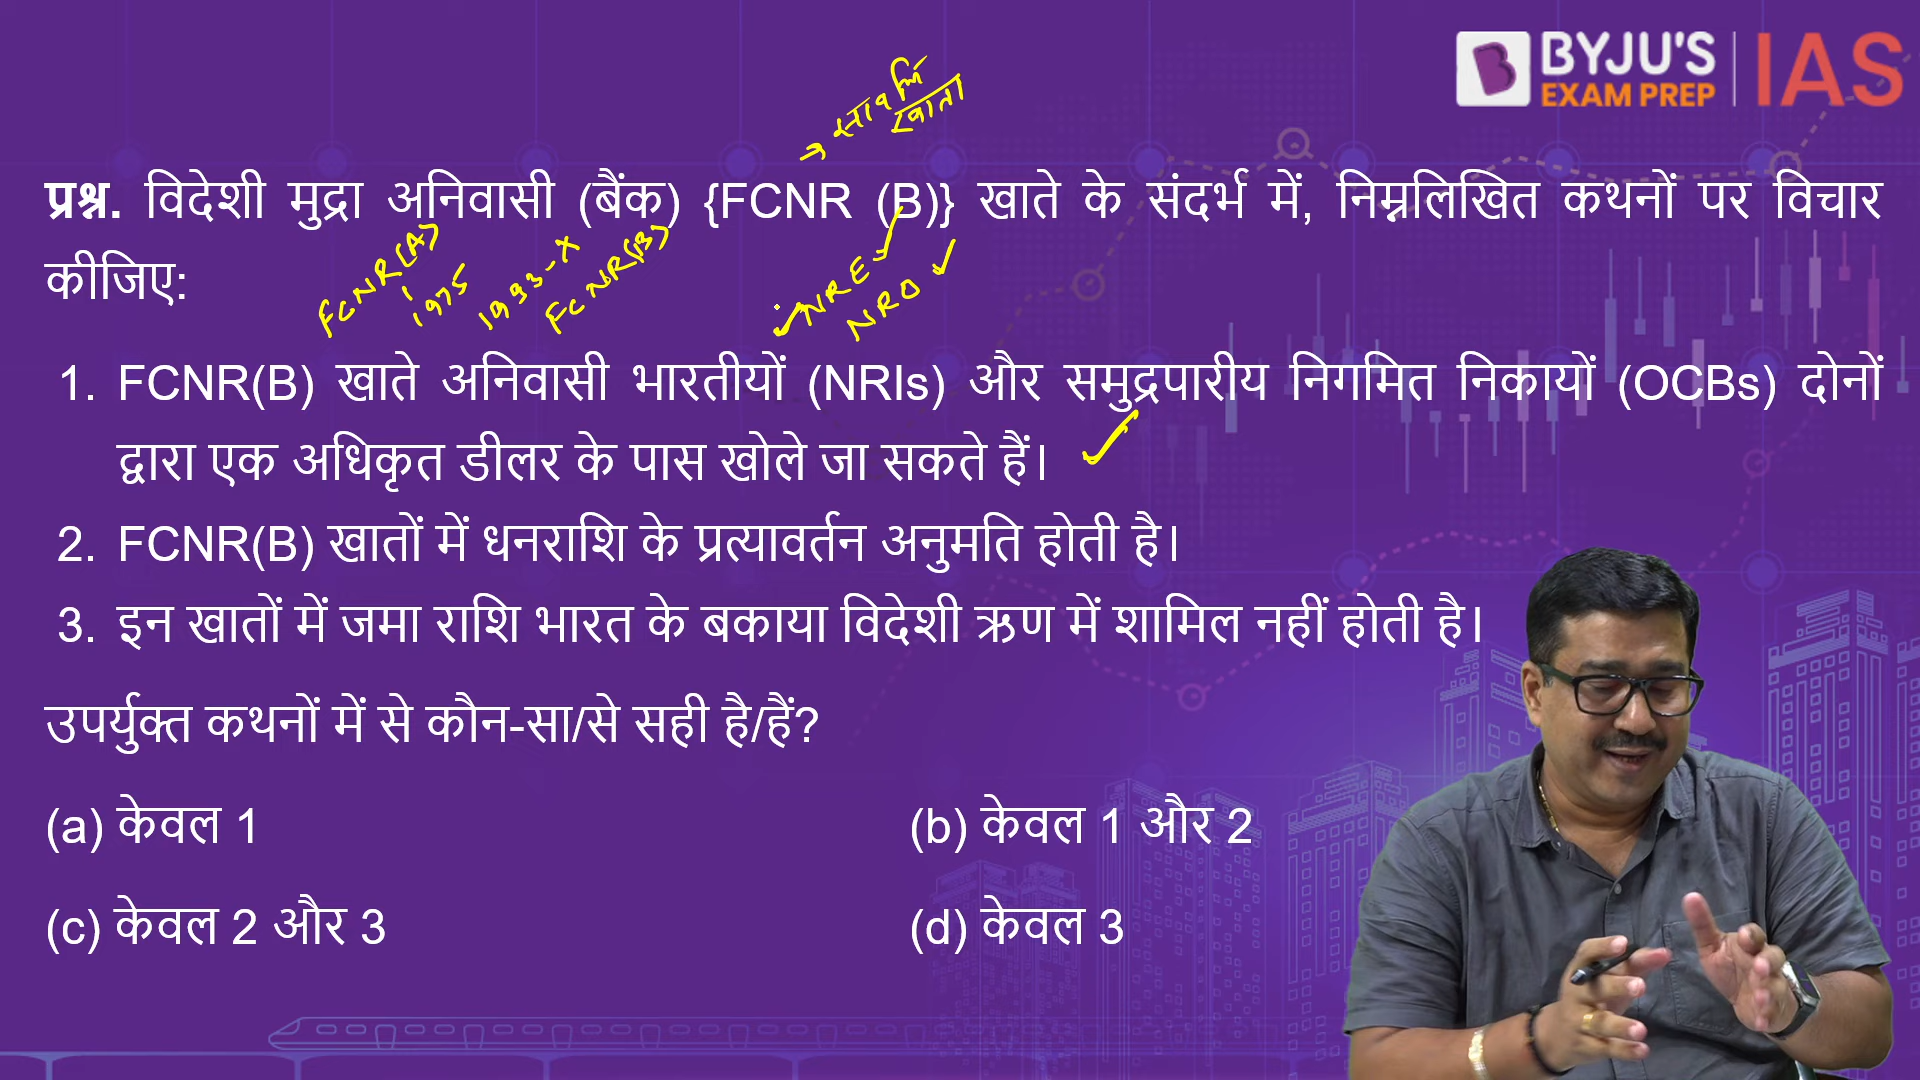 BYJU'S
EXAM PREP
IAS
→ सावधि
खाता
प्रश्न. विदेशी मुद्रा अनिवासी (बैंक) {FCNR (B)} खाते के संदर्भ में, निम्नलिखित कथनों पर विचार
कीजिए:
FCNR(A)
1975
1993-X
FCNR(B)
NRE
NRO
1. FCNR(B) खाते अनिवासी भारतीयों (NRIs) और समुद्रपारीय निगमित निकायों (OCBs) दोनों
द्वारा एक अधिकृत डीलर के पास खोले जा सकते हैं।
2. FCNR(B) खातों में धनराशि के प्रत्यावर्तन अनुमति होती है।
3. इन खातों में जमा राशि भारत के बकाया विदेशी ऋण में शामिल नहीं होती है।
उपर्युक्त कथनों में से कौन-सा/से सही है/हैं?
(a) केवल 1
(b) केवल 1 और 2
(c) केवल 2 और 3
(d) केवल 3